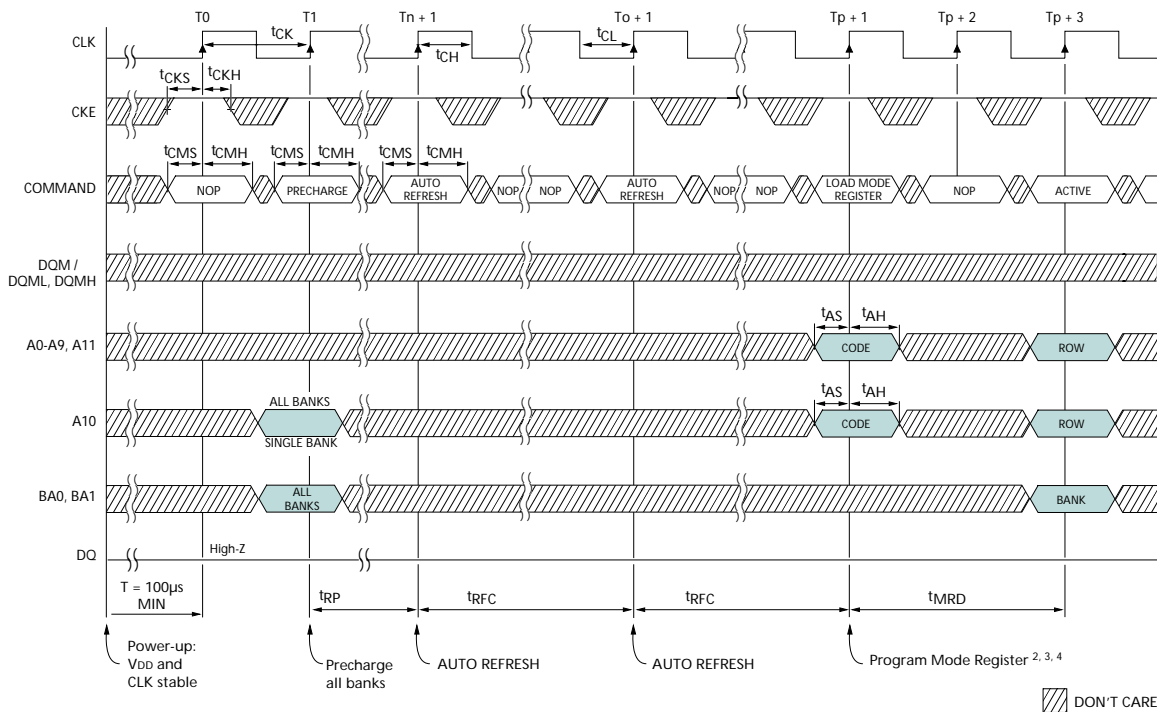 T0 T1 Tn + 1 To + 1 Tp + 1 Tp + 2 Tp + 3
CLK
tCK
tCH
tCL
CKE
tCKS tCKH
COMMAND
tCMS tCMH tCMS tCMH tCMS tCMH
NOP PRECHARGE AUTO REFRESH NOP NOP AUTO REFRESH NOP NOP LOAD MODE REGISTER NOP ACTIVE
DQM /
DQML, DQMH
A0-A9, A11
tAS tAH
CODE ROW
A10
ALL BANKS
SINGLE BANK
tAS tAH
CODE ROW
BA0, BA1
ALL BANKS
BANK
DQ
High-Z
T = 100µs
MIN
tRP tRFC tRFC tMRD
Power-up:
VDD and
CLK stable
Precharge
all banks
AUTO REFRESH
AUTO REFRESH
Program Mode Register 2, 3, 4
DON'T CARE